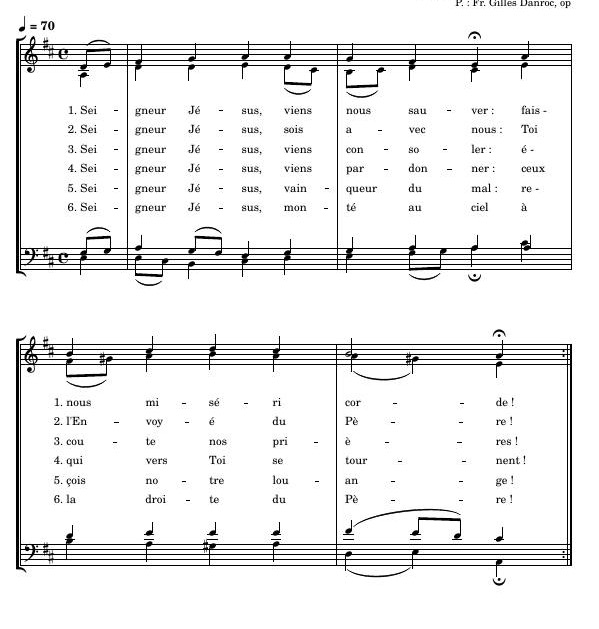 P. : Fr. Gilles Danroc, op
♩ = 70
1. Sei - gneur Jé - sus, viens nous sau - ver : fais -
2. Sei - gneur Jé - sus, sois a - vec nous : Toi
3. Sei - gneur Jé - sus, viens con - so - ler : é -
4. Sei - gneur Jé - sus, viens par - don - ner : ceux
5. Sei - gneur Jé - sus, vain - queur du mal : re -
6. Sei - gneur Jé - sus, mon - té au ciel à
1. nous mi - sé - ri cor - - de !
2. l'En - voy - é du Pè - - re !
3. cou - te nos pri - è - - res !
4. qui vers Toi se tour - - nent !
5. çois no - tre lou - an - - ge !
6. la droi - te du Pè - - re !